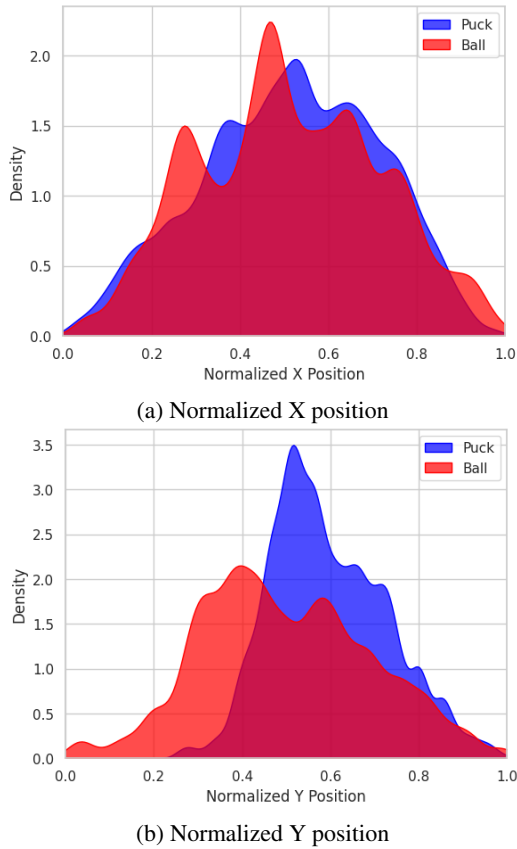 Puck
Ball
2.0
1.5
1.0
0.5
0.0
Density
0.0 0.2 0.4 0.6 0.8 1.0
Normalized X Position
(a) Normalized X position
Puck
Ball
3.5
3.0
2.5
2.0
1.5
1.0
0.5
0.0
Density
0.0 0.2 0.4 0.6 0.8 1.0
Normalized Y Position
(b) Normalized Y position